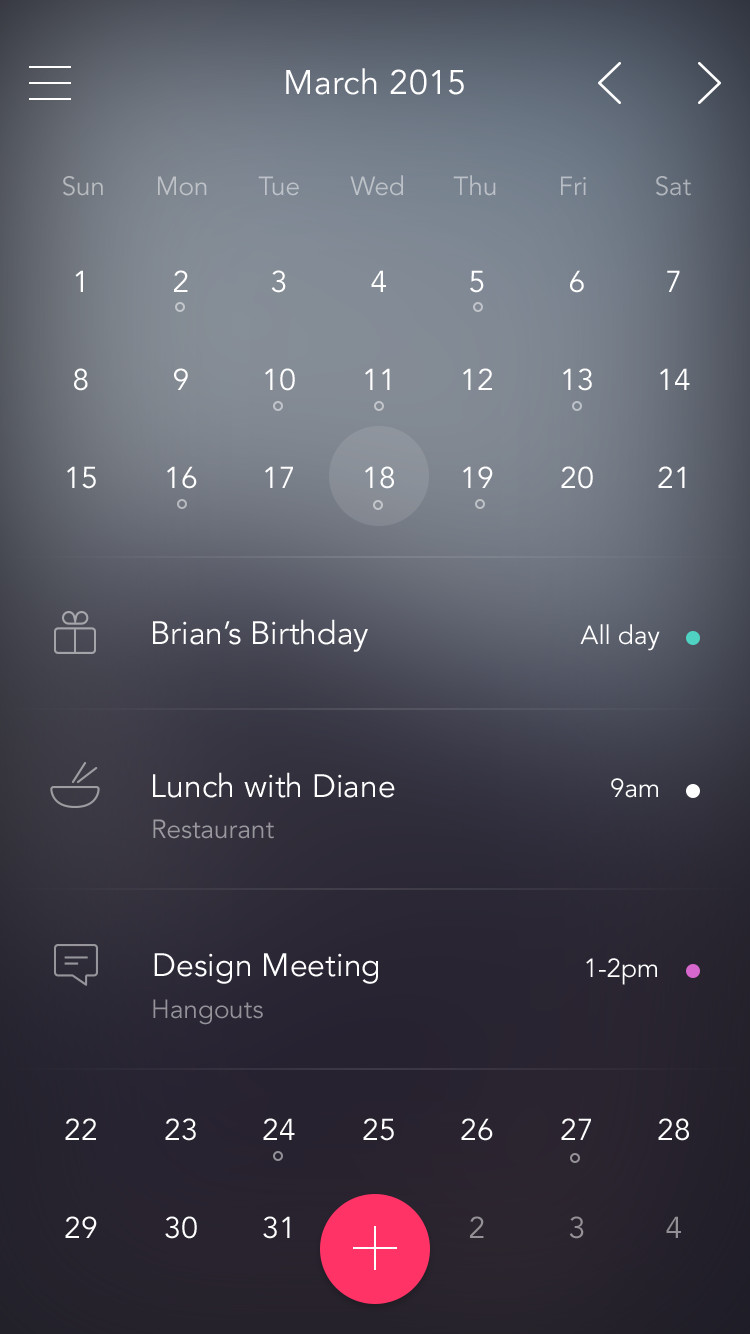 March 2015
Sun Mon Tue Wed Thu Fri Sat
1 2 3 4 5 6 7
8 9 10 11 12 13 14
15 16 17 18 19 20 21
Brian’s Birthday All day
Lunch with Diane 9am
Restaurant
Design Meeting 1-2pm
Hangouts
22 23 24 25 26 27 28
29 30 31 2 3 4